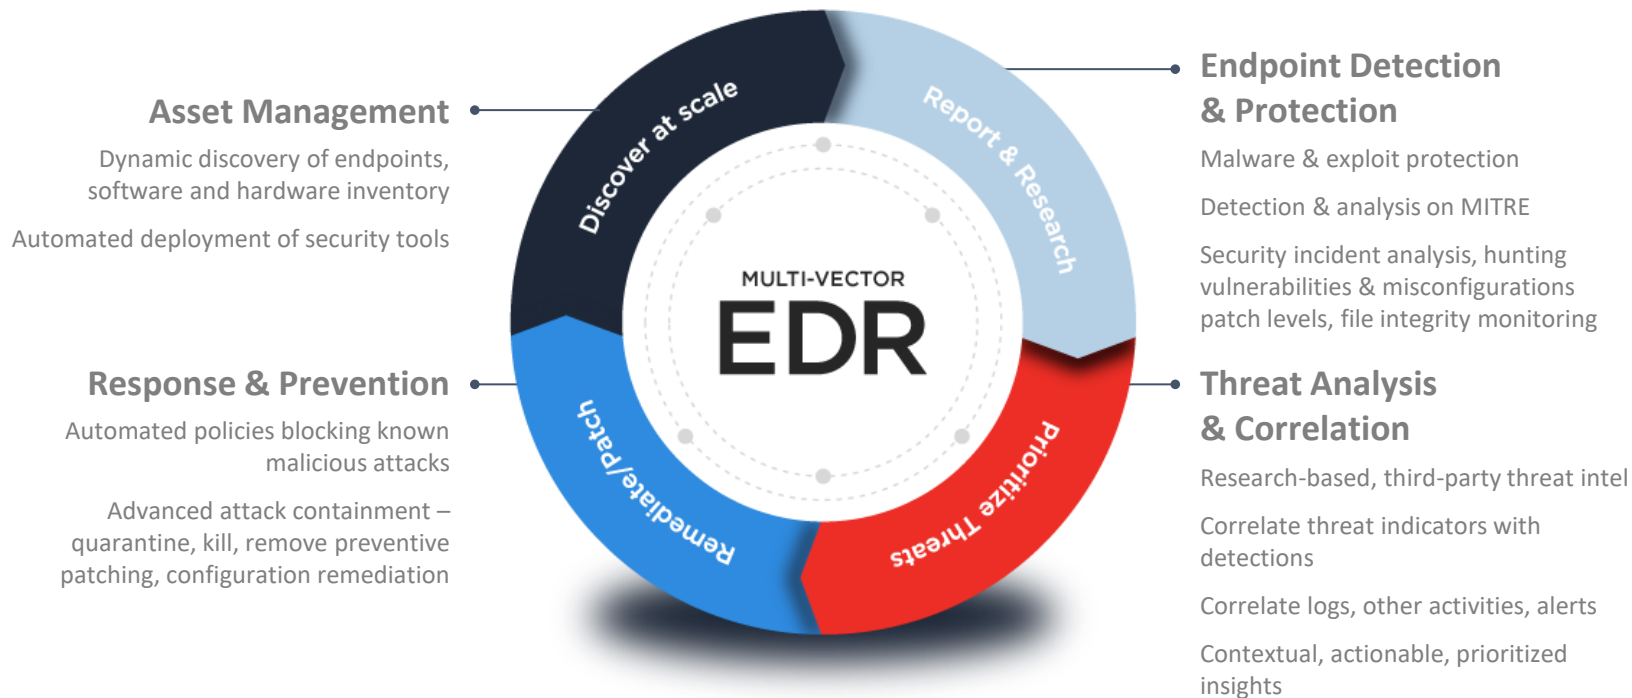 Asset Management
Dynamic discovery of endpoints,
software and hardware inventory
Automated deployment of security tools
Response & Prevention
Automated policies blocking known
malicious attacks
Advanced attack containment –
quarantine, kill, remove preventive
patching, configuration remediation
Discover at scale
Report & Research
Prioritize Threats
Remediate/Patch
MULTI-VECTOR
EDR
Endpoint Detection
& Protection
Malware & exploit protection
Detection & analysis on MITRE
Security incident analysis, hunting
vulnerabilities & misconfigurations
patch levels, file integrity monitoring
Threat Analysis
& Correlation
Research-based, third-party threat intel
Correlate threat indicators with
detections
Correlate logs, other activities, alerts
Contextual, actionable, prioritized
insights